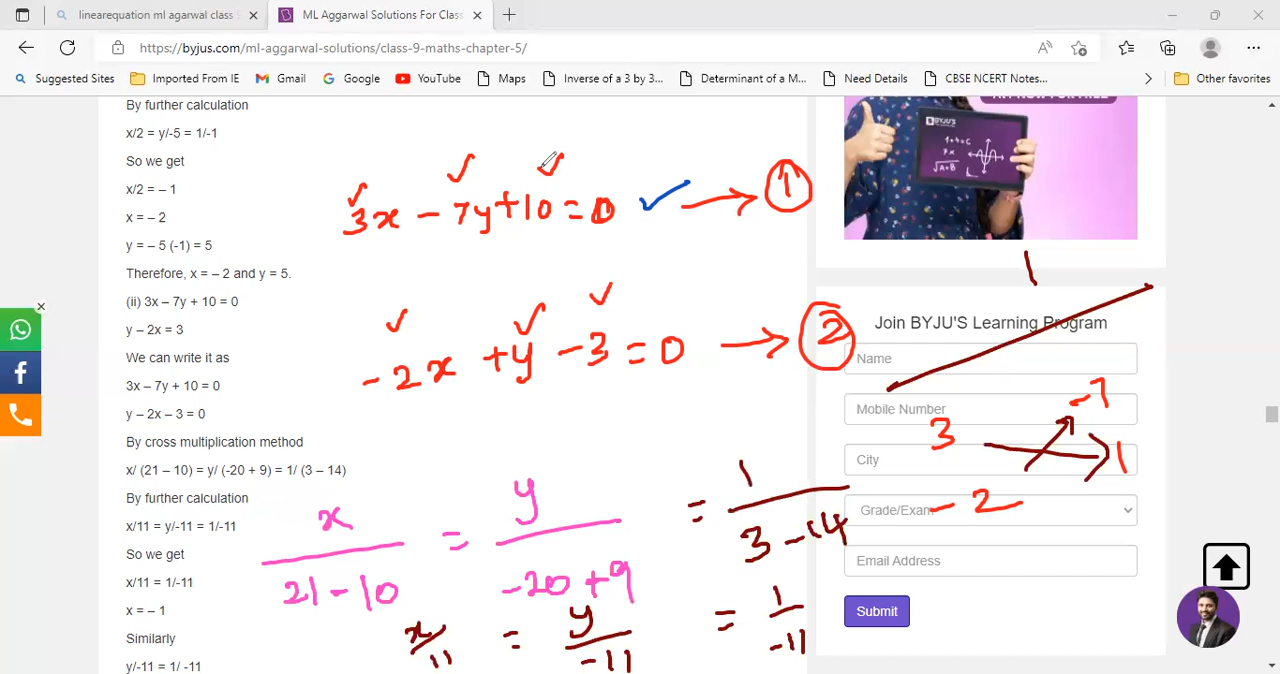 linearequation ml agarwal class
ML Aggarwal Solutions For Class
https://byjus.com/ml-aggarwal-solutions/class-9-maths-chapter-5/
Suggested Sites
Imported From IE
Gmail
Google
YouTube
Maps
Inverse of a 3 by 3...
Determinant of a M...
Need Details
CBSE NCERT Notes...
Other favorites
By further calculation
x/2 = y/-5 = 1/-1
So we get
x/2 = – 1
x = – 2
y = – 5 (-1) = 5
Therefore, x = – 2 and y = 5.
(ii) 3x – 7y + 10 = 0
y – 2x = 3
We can write it as
3x – 7y + 10 = 0
y – 2x – 3 = 0
By cross multiplication method
x/ (21 – 10) = y/ (-20 + 9) = 1/ (3 – 14)
By further calculation
x/11 = y/-11 = 1/-11
So we get
x/11 = 1/-11
x = – 1
Similarly
y/-11 = 1/ -11
3x - 7y + 10 = 0 ✓ → 1
-2x + y - 3 = 0 → 2
x = y = 1
21 - 10 -20 + 9 3 - 14
x/11 = y/-11 = 1/-11
BYJU'S
Join BYJU'S Learning Program
1
Name
Mobile Number
-7
3
City
1
Grade/Exam
-2
Email Address
Submit